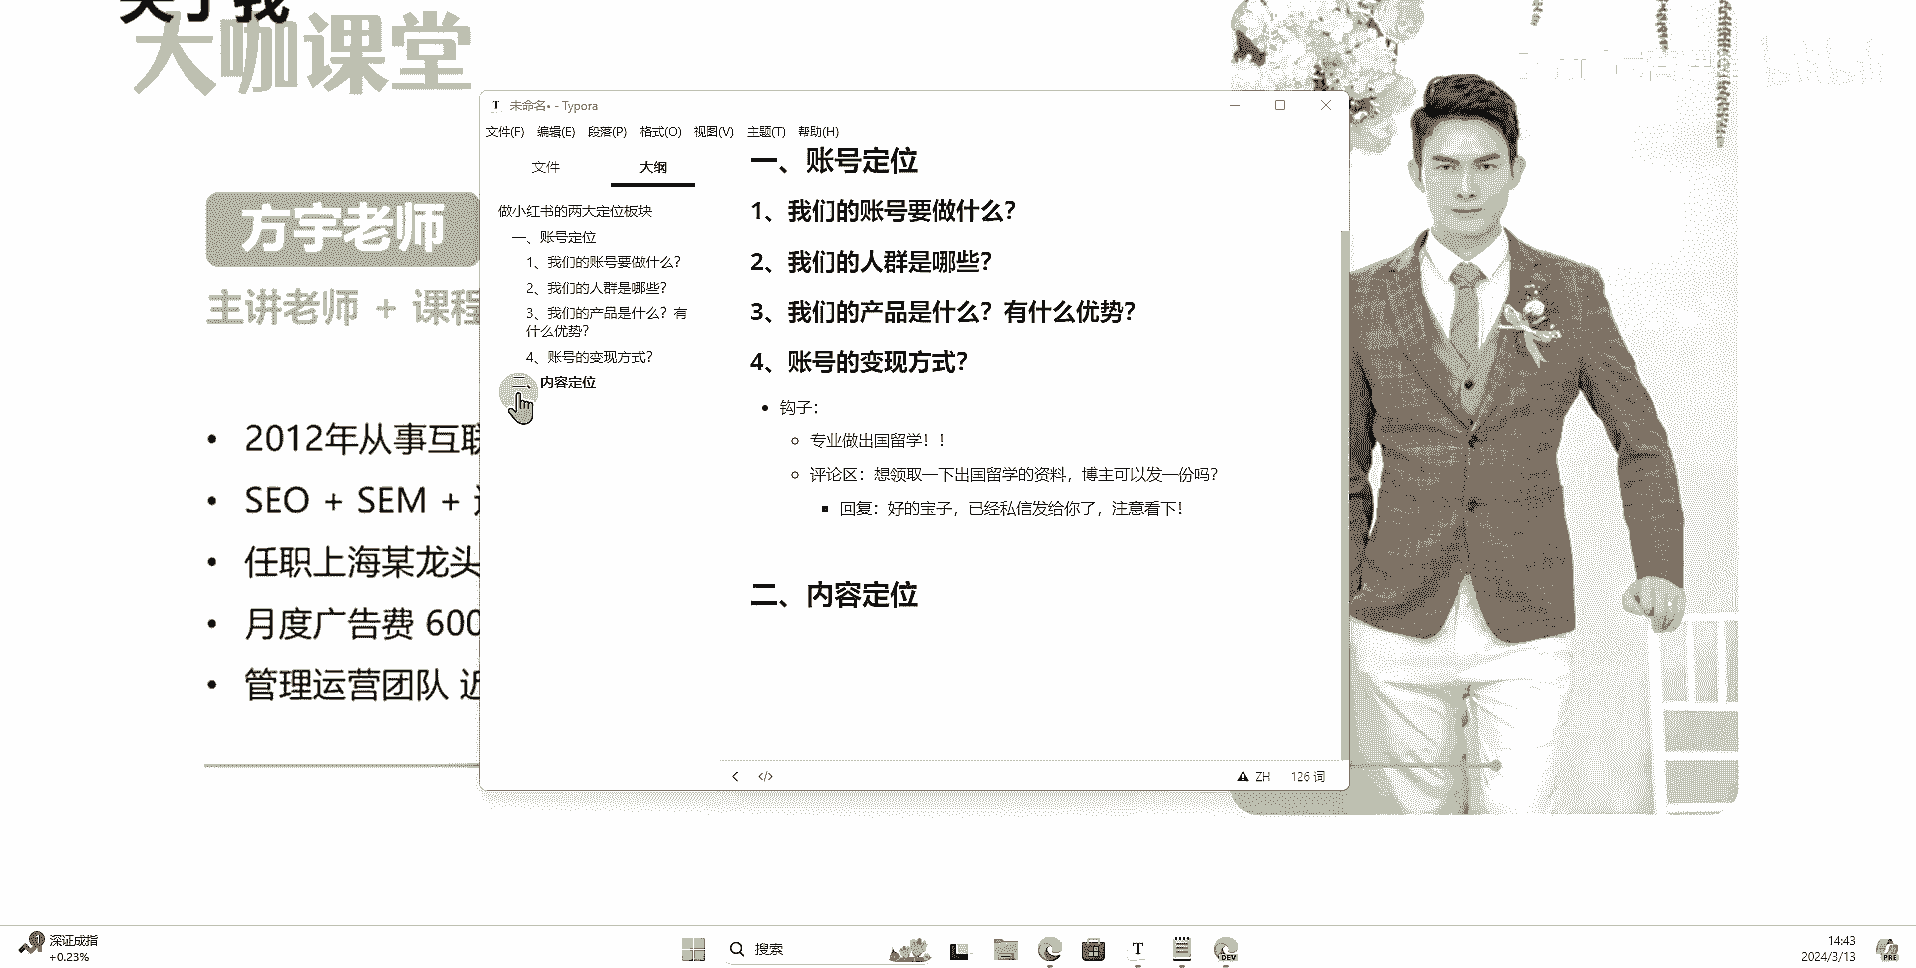 关于我
大咖课堂
方宇老师
主讲老师 + 课程
2012年从事互联
SEO + SEM +
任职上海某龙头
月度广告费 600
管理运营团队 近
未命名• - Typora
文件(F) 编辑(E) 段落(P) 格式(O) 视图(V) 主题(T) 帮助(H)
文件 大纲
做小红书的两大定位板块
一、账号定位
1、我们的账号要做什么？
2、我们的人群是哪些？
3、我们的产品是什么？有
什么优势？
4、账号的变现方式？
二、内容定位
一、账号定位
1、我们的账号要做什么？
2、我们的人群是哪些？
3、我们的产品是什么？有什么优势？
4、账号的变现方式？
钩子：
专业做出国留学！！
评论区：想领取一下出国留学的资料，博主可以发一份吗？
回复：好的宝子，已经私信发给你了，注意看下！
二、内容定位
</> ZH 126 词
bilibili
深证成指
+0.23%
搜索
T
DEV
14:43
2024/3/13
PRE